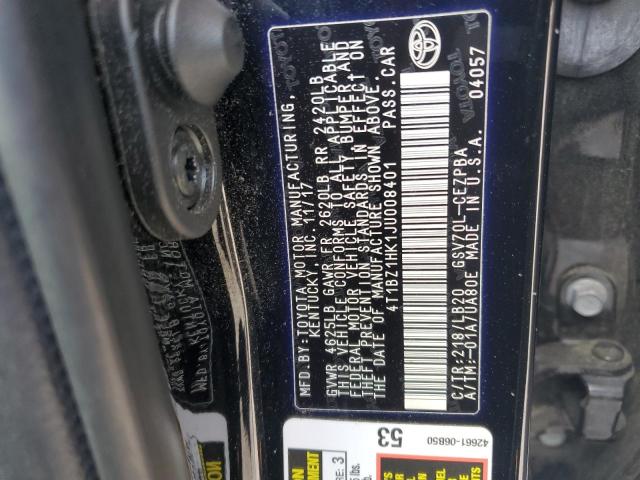 MFD.BY:TOYOTA MOTOR MANUFACTURING,
KENTUCKY, INC. 11/17
GVWR 4625LB GAWR FR 2620LB RR 2420LB
THIS VEHICLE CONFORMS TO ALL APPLICABLE
FEDERAL MOTOR VEHICLE SAFETY, BUMPER, AND
THEFT PREVENTION STANDARDS IN EFFECT ON
THE DATE OF MANUFACTURE SHOWN ABOVE.
4T1BZ1HK1JU008401 PASS.CAR
C/TR:218/LB20 GSVZ0L-CEZPBA
A/TM:-01A/UA80E MADE IN U.S.A. 04057
TOYOTA
53
42661-06B50